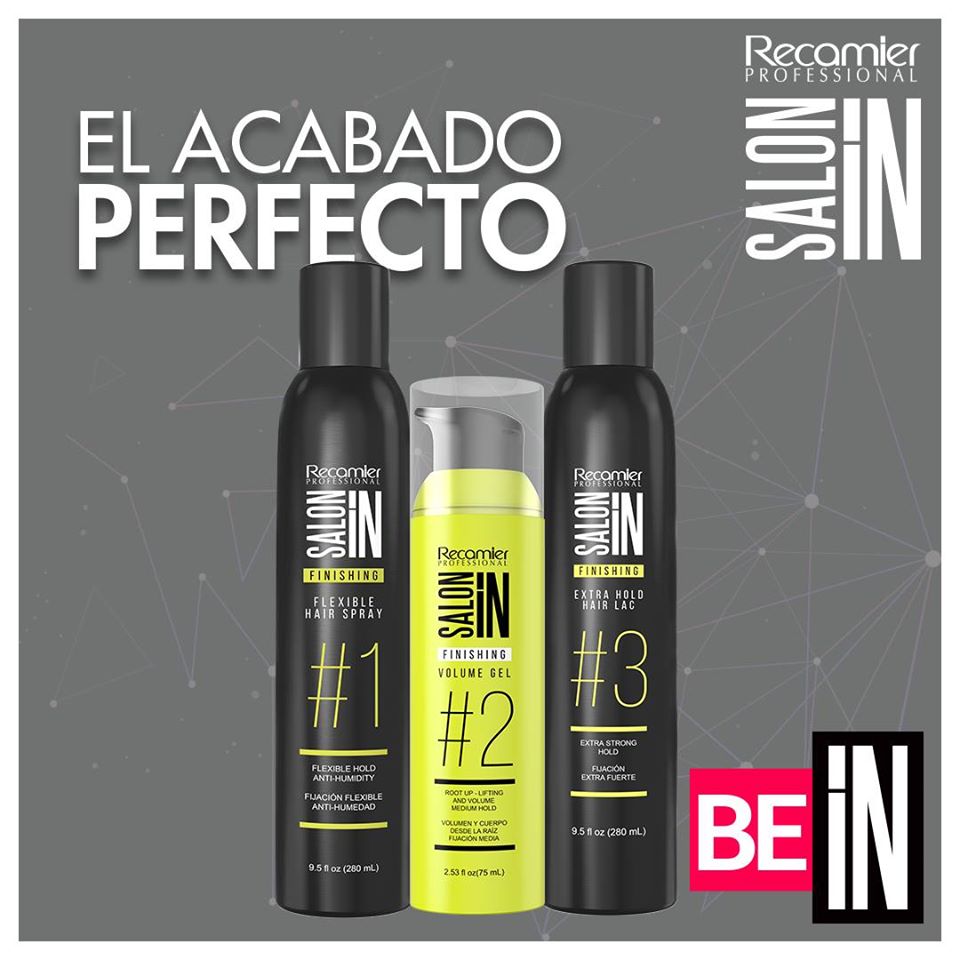 EL ACABADO
PERFECTO
Recamier
PROFESSIONAL
SALON
iN
Recamier
PROFESSIONAL
SALON
iN
FINISHING
FLEXIBLE
HAIR SPRAY
#1
FLEXIBLE HOLD
ANTI-HUMIDITY
FIJACIÓN FLEXIBLE
ANTI-HUMEDAD
9.5 fl oz (280 mL)
Recamier
PROFESSIONAL
SALON
iN
FINISHING
VOLUME GEL
#2
ROOT UP - LIFTING
AND VOLUME
MEDIUM HOLD
VOLUMEN Y CUERPO
DESDE LA RAÍZ
FIJACIÓN MEDIA
2.53 fl oz(75 mL)
Recamier
PROFESSIONAL
SALON
iN
FINISHING
EXTRA HOLD
HAIR LAC
#3
EXTRA STRONG
HOLD
FIJACIÓN
EXTRA FUERTE
9.5 fl oz (280 mL)
BE iN